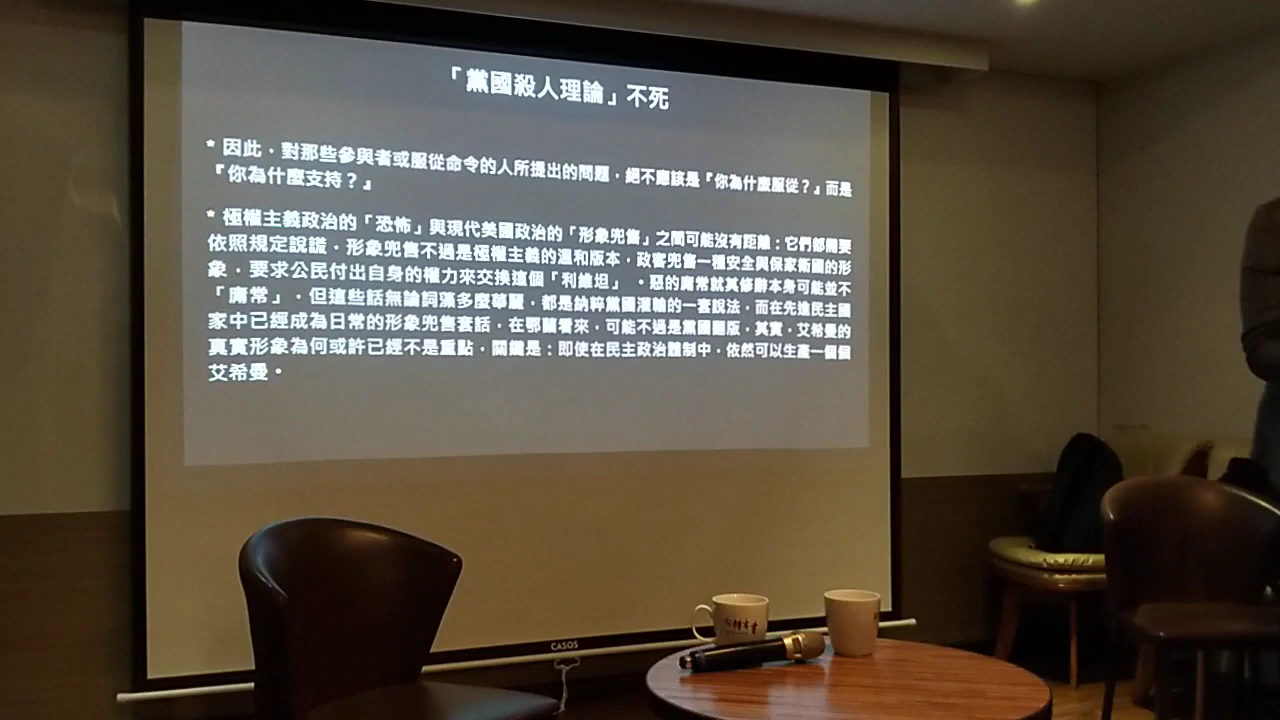 「黨國殺人理論」不死
* 因此，對那些參與者或服從命令的人所提出的問題，絕不應該是『你為什麼服從？』而是
『你為什麼支持？』
* 極權主義政治的「恐怖」與現代美國政治的「形象兜售」之間可能沒有距離：它們都需要
依照規定說謊，形象兜售不過是極權主義的溫和版本，政客兜售一種安全與保家衛國的形
象，要求公民付出自身的權力來交換這個「利維坦」。惡的庸常就其修辭本身可能並不
「庸常」，但這些話無論詞藻多麼華麗，都是納粹黨國灌輸的一套說法，而在先進民主國
家中已經成為日常的形象兜售套話，在鄂蘭看來，可能不過是黨國翻版，其實，艾希曼的
真實形象為何或許已經不是重點，關鍵是：即使在民主政治體制中，依然可以生產一個個
艾希曼。
CASOS